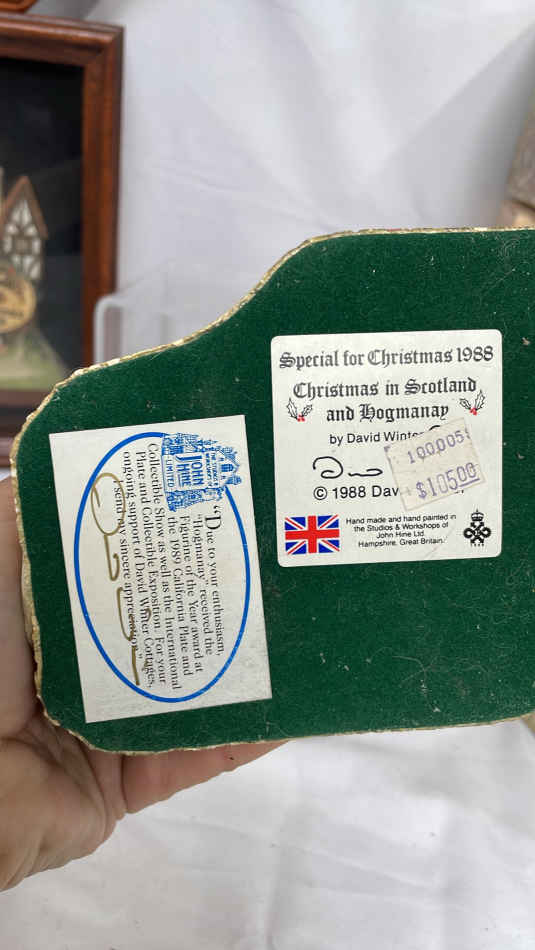 Special for Christmas 1988
Christmas in Scotland
and Hogmanay
by David Winter
100005
$105.00
© 1988 Dav
Hand made and hand painted in
the Studios & Workshops of
John Hine Ltd.
Hampshire, Great Britain.
JOHN
HINE
LIMITED
"Due to your enthusiasm,
"Hogmanay" received the
Figurine of the Year award at
the 1989 California Plate and
Collectible Show as well as the International
Plate and Collectible Exposition. For your
ongoing support of David Winter Cottages,
I send my sincere appreciation."